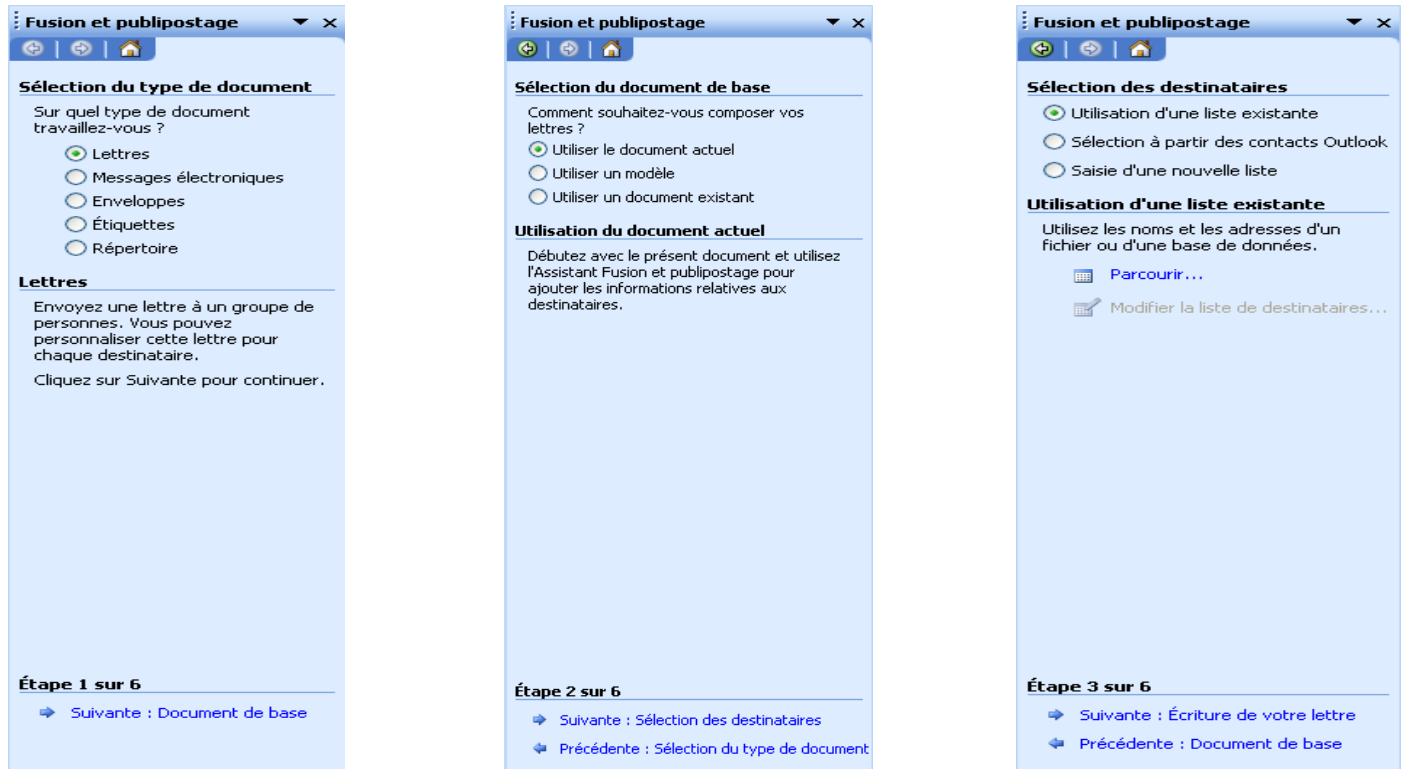 Fusion et publipostage
Sélection du type de document
Sur quel type de document
travaillez-vous ?
Lettres
Messages électroniques
Enveloppes
Étiquettes
Répertoire
Lettres
Envoyez une lettre à un groupe de
personnes. Vous pouvez
personnaliser cette lettre pour
chaque destinataire.
Cliquez sur Suivante pour continuer.
Étape 1 sur 6
Suivante : Document de base
Fusion et publipostage
Sélection du document de base
Comment souhaitez-vous composer vos
lettres ?
Utiliser le document actuel
Utiliser un modèle
Utiliser un document existant
Utilisation du document actuel
Débutez avec le présent document et utilisez
l'Assistant Fusion et publipostage pour
ajouter les informations relatives aux
destinataires.
Étape 2 sur 6
Suivante : Sélection des destinataires
Précédente : Sélection du type de document
Fusion et publipostage
Sélection des destinataires
Utilisation d'une liste existante
Sélection à partir des contacts Outlook
Saisie d'une nouvelle liste
Utilisation d'une liste existante
Utilisez les noms et les adresses d'un
fichier ou d'une base de données.
Parcourir...
Modifier la liste de destinataires...
Étape 3 sur 6
Suivante : Écriture de votre lettre
Précédente : Document de base